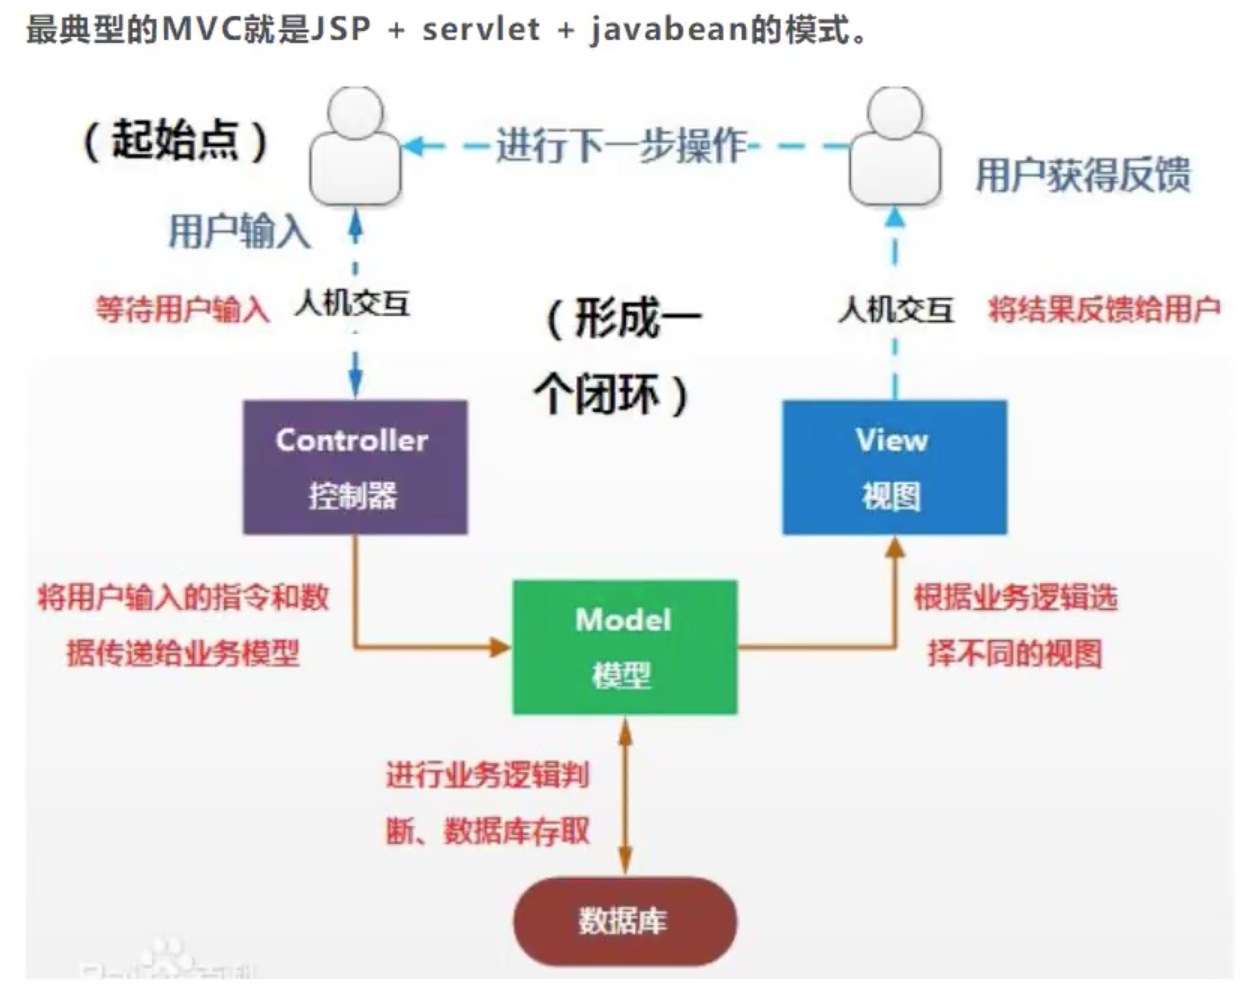 最典型的MVC就是JSP + servlet + javabean的模式。
（起始点）
进行下一步操作
用户获得反馈
用户输入
等待用户输入
人机交互
（形成一
个闭环）
人机交互
将结果反馈给用户
Controller
控制器
View
视图
将用户输入的指令和数
据传递给业务模型
Model
模型
根据业务逻辑选
择不同的视图
进行业务逻辑判
断、数据库存取
数据库